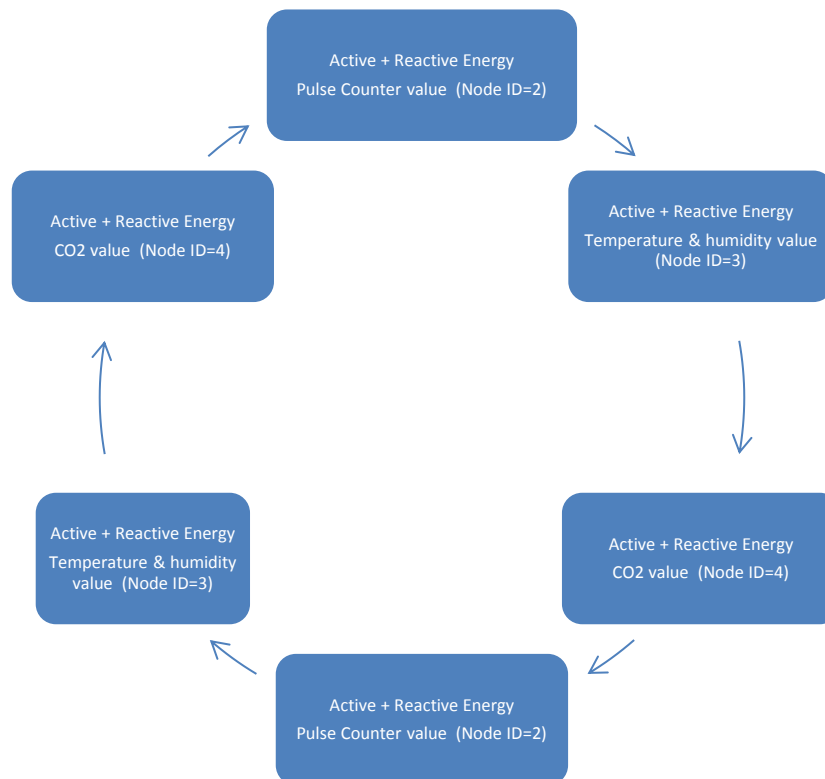 Active + Reactive Energy
Pulse Counter value (Node ID=2)
Active + Reactive Energy
Temperature & humidity value
(Node ID=3)
Active + Reactive Energy
CO2 value (Node ID=4)
Active + Reactive Energy
Pulse Counter value (Node ID=2)
Active + Reactive Energy
Temperature & humidity
value (Node ID=3)
Active + Reactive Energy
CO2 value (Node ID=4)